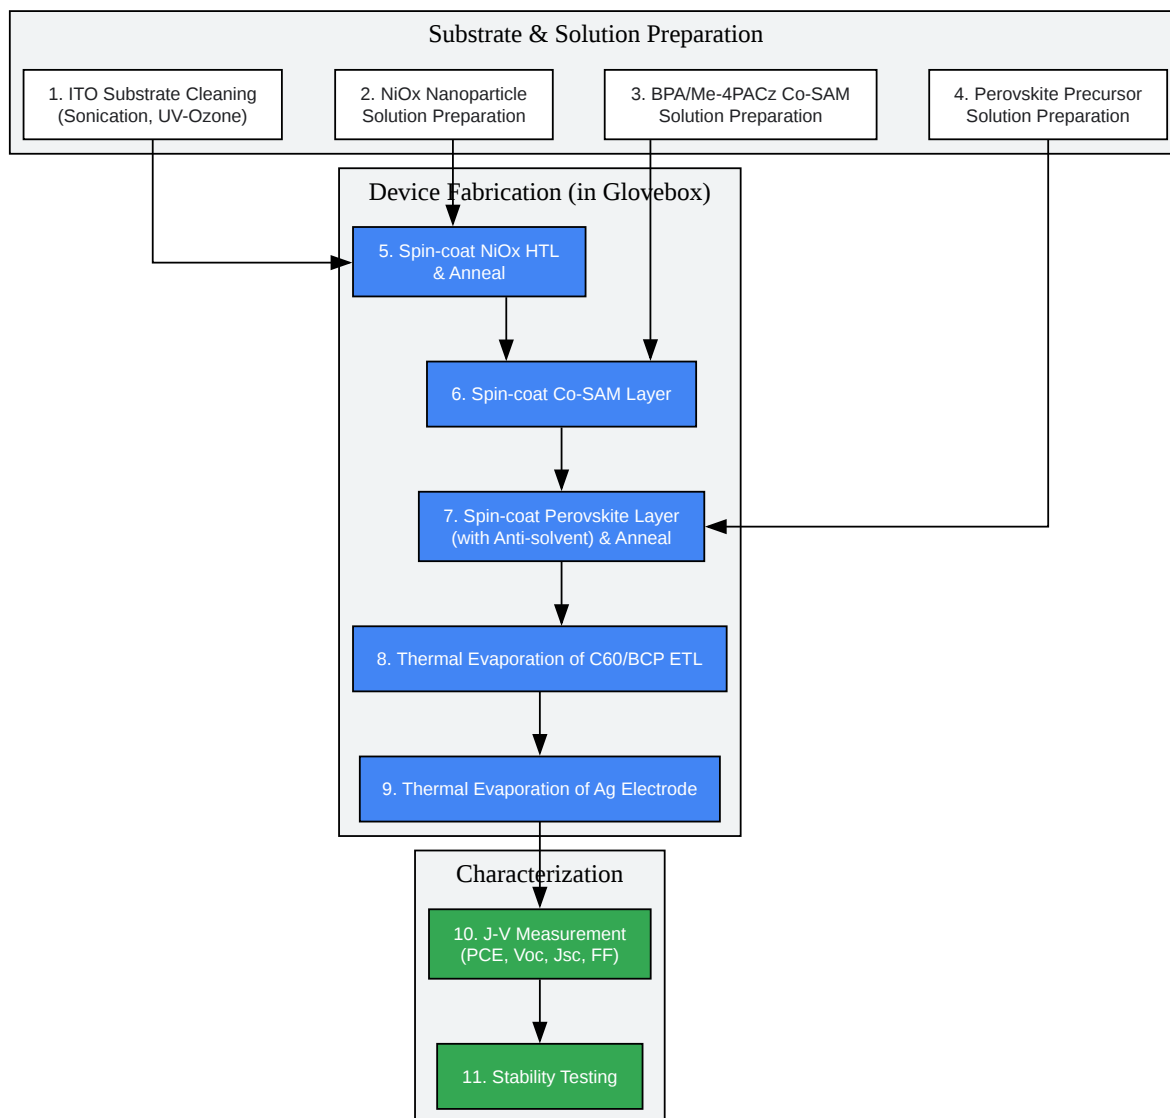 Substrate & Solution Preparation
1. ITO Substrate Cleaning
(Sonication, UV-Ozone)
2. NiOx Nanoparticle
Solution Preparation
3. BPA/Me-4PACz Co-SAM
Solution Preparation
4. Perovskite Precursor
Solution Preparation
Device Fabrication (in Glovebox)
5. Spin-coat NiOx HTL
& Anneal
6. Spin-coat Co-SAM Layer
7. Spin-coat Perovskite Layer
(with Anti-solvent) & Anneal
8. Thermal Evaporation of C60/BCP ETL
9. Thermal Evaporation of Ag Electrode
Characterization
10. J-V Measurement
(PCE, Voc, Jsc, FF)
11. Stability Testing